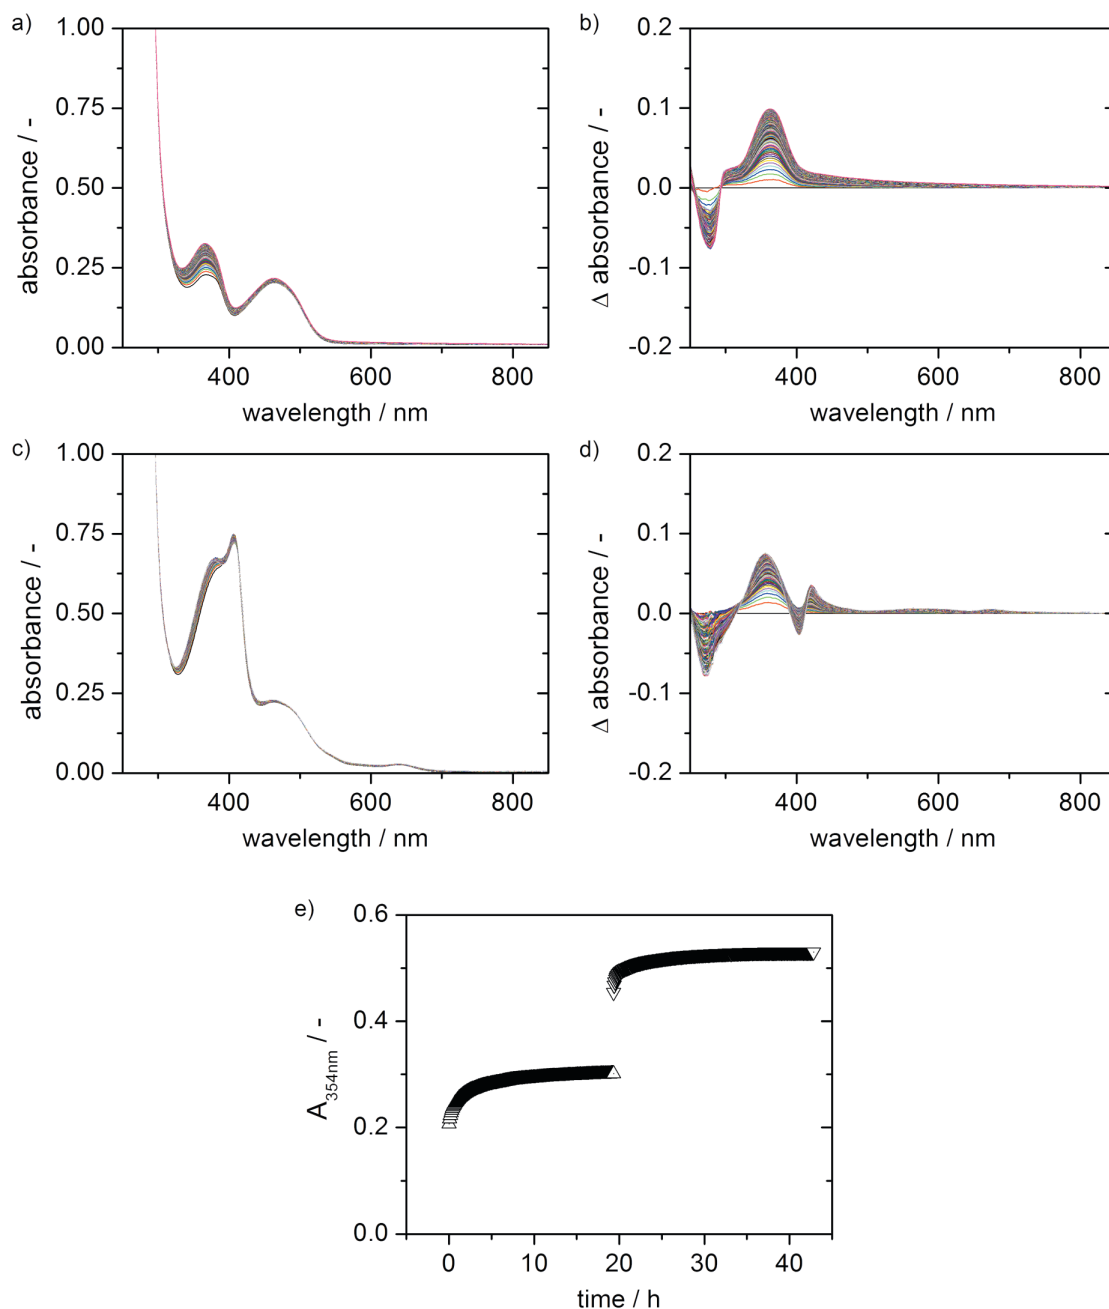 a)
1.00
0.75
0.50
0.25
0.00
absorbance / -
400
600
800
wavelength / nm
b)
0.2
0.1
0.0
-0.1
-0.2
Δ absorbance / -
400
600
800
wavelength / nm
c)
1.00
0.75
0.50
0.25
0.00
absorbance / -
400
600
800
wavelength / nm
d)
0.2
0.1
0.0
-0.1
-0.2
Δ absorbance / -
400
600
800
wavelength / nm
e)
0.6
0.4
0.2
0.0
A354nm / -
0
10
20
30
40
time / h